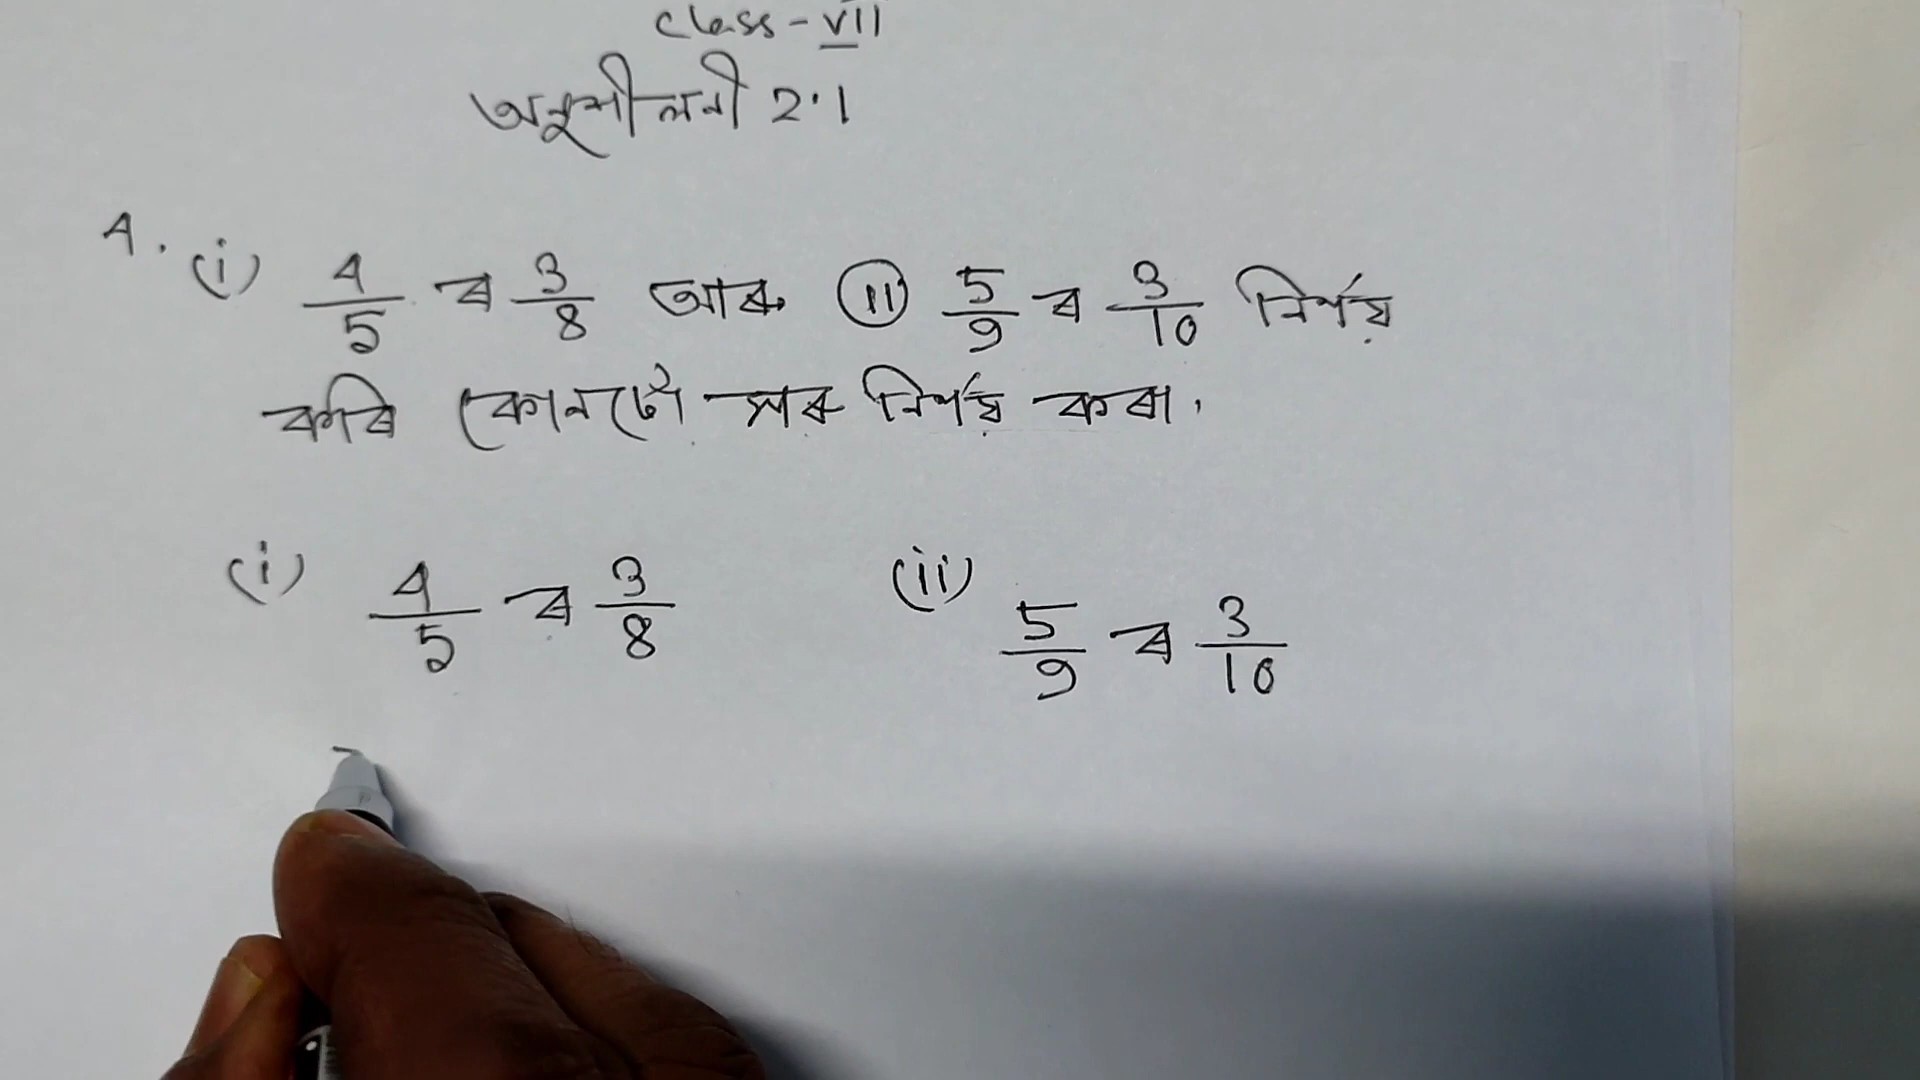 Class - VII
অনুশীলনী 2.1
4. (i) 4/5 ৰ 3/8 আৰু (ii) 5/9 ৰ 3/10 নিৰ্ণয়
কৰি কোনটো সৰু নিৰ্ণয় কৰা.
(i) 4/5 ৰ 3/8 (ii) 5/9 ৰ 3/10